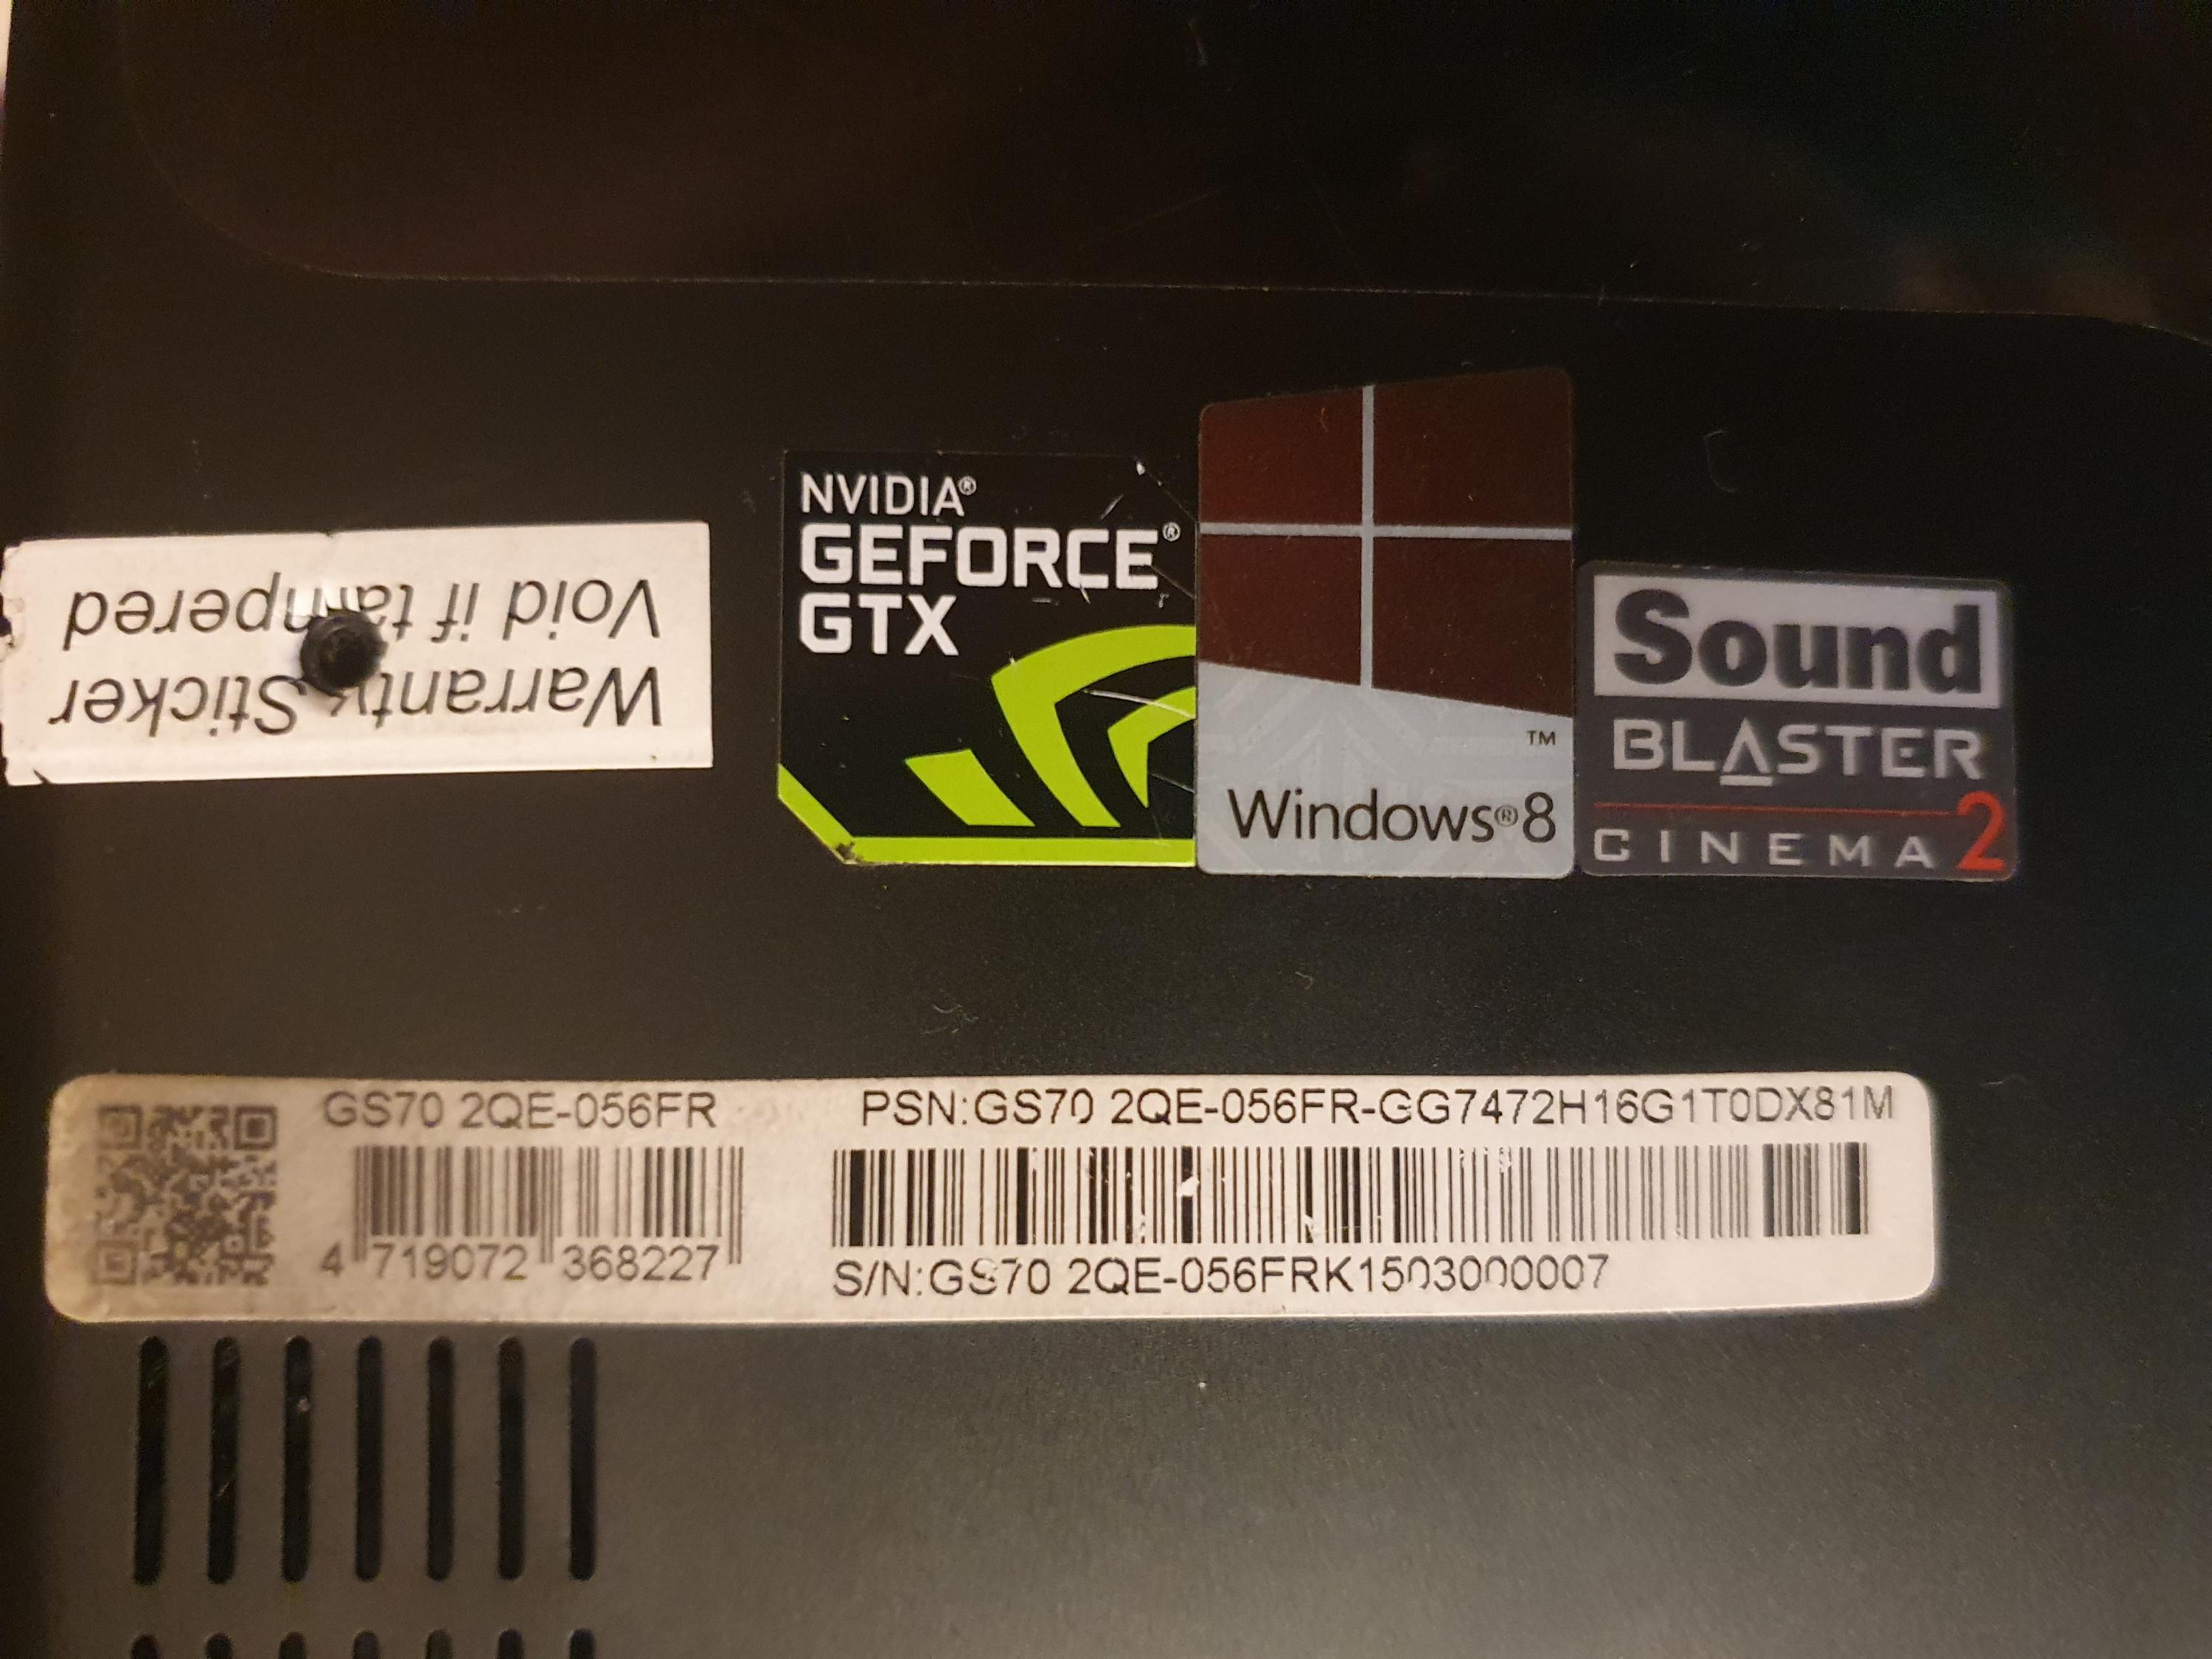 Warranty Sticker
Void if tampered
NVIDIA®
GEFORCE®
GTX
™
Windows®8
Sound
BLASTER
CINEMA 2
GS70 2QE-056FR
4 719072 368227
PSN:GS70 2QE-056FR-GG7472H16G1T0DX81M
S/N:GS70 2QE-056FRK1503000007